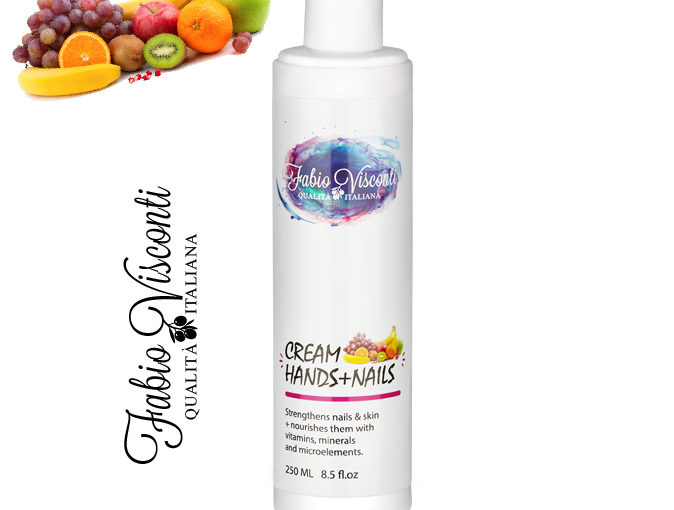 Fabio Visconti
QUALITÀ ITALIANA
Fabio Visconti
QUALITÀ ITALIANA
CREAM
HANDS+NAILS
Strengthens nails & skin
+ nourishes them with
vitamins, minerals
and microelements.
250 ML 8.5 fl.oz